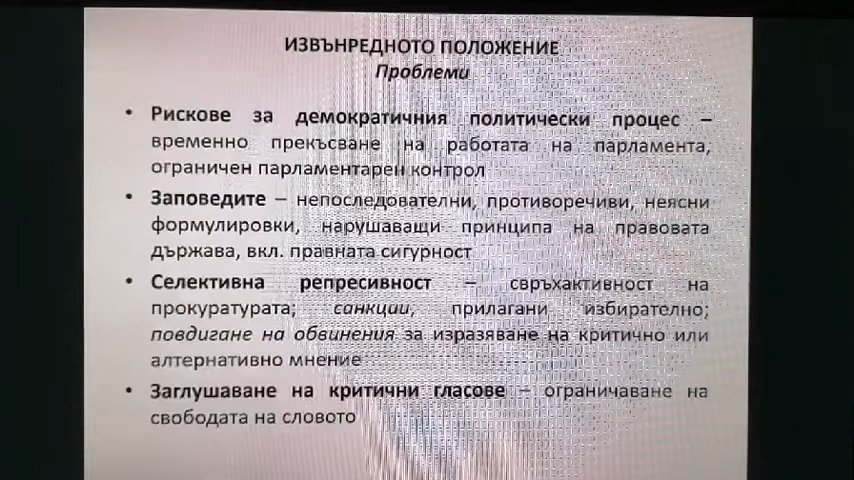 ИЗВЪНРЕДНОТО ПОЛОЖЕНИЕ
Проблеми
• Рискове за демократичния политически процес –
временно прекъсване на работата на парламента,
ограничен парламентарен контрол
• Заповедите – непоследователни, противоречиви, неясни
формулировки, нарушаващи принципа на правовата
държава, вкл. правната сигурност
• Селективна репресивност – свръхактивност на
прокуратурата; санкции, прилагани избирателно;
повдигане на обвинения за изразяване на критично или
алтернативно мнение
• Заглушаване на критични гласове – ограничаване на
свободата на словото